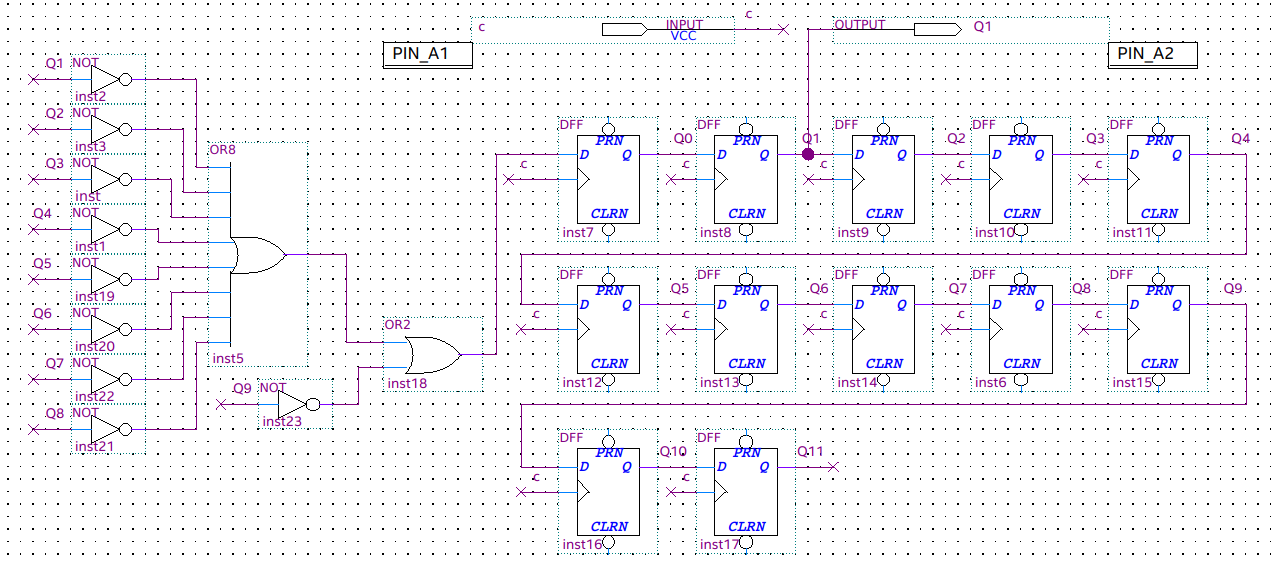 c
INPUT
VCC
c
OUTPUT
Q1
PIN_A1
PIN_A2
Q1
NOT
inst2
Q2
NOT
inst3
Q3
NOT
inst
Q4
NOT
inst1
Q5
NOT
inst19
Q6
NOT
inst20
Q7
NOT
inst22
Q8
NOT
inst21
OR8
inst5
Q9
NOT
inst23
OR2
inst18
DFF
PRN
D
Q
CLRN
c
inst7
Q0
DFF
PRN
D
Q
CLRN
c
inst8
Q1
DFF
PRN
D
Q
CLRN
c
inst9
Q2
DFF
PRN
D
Q
CLRN
c
inst10
Q3
DFF
PRN
D
Q
CLRN
c
inst11
Q4
DFF
PRN
D
Q
CLRN
c
inst12
Q5
DFF
PRN
D
Q
CLRN
c
inst13
Q6
DFF
PRN
D
Q
CLRN
c
inst14
Q7
DFF
PRN
D
Q
CLRN
c
inst6
Q8
DFF
PRN
D
Q
CLRN
c
inst15
Q9
DFF
PRN
D
Q
CLRN
c
inst16
Q10
DFF
PRN
D
Q
CLRN
c
inst17
Q11